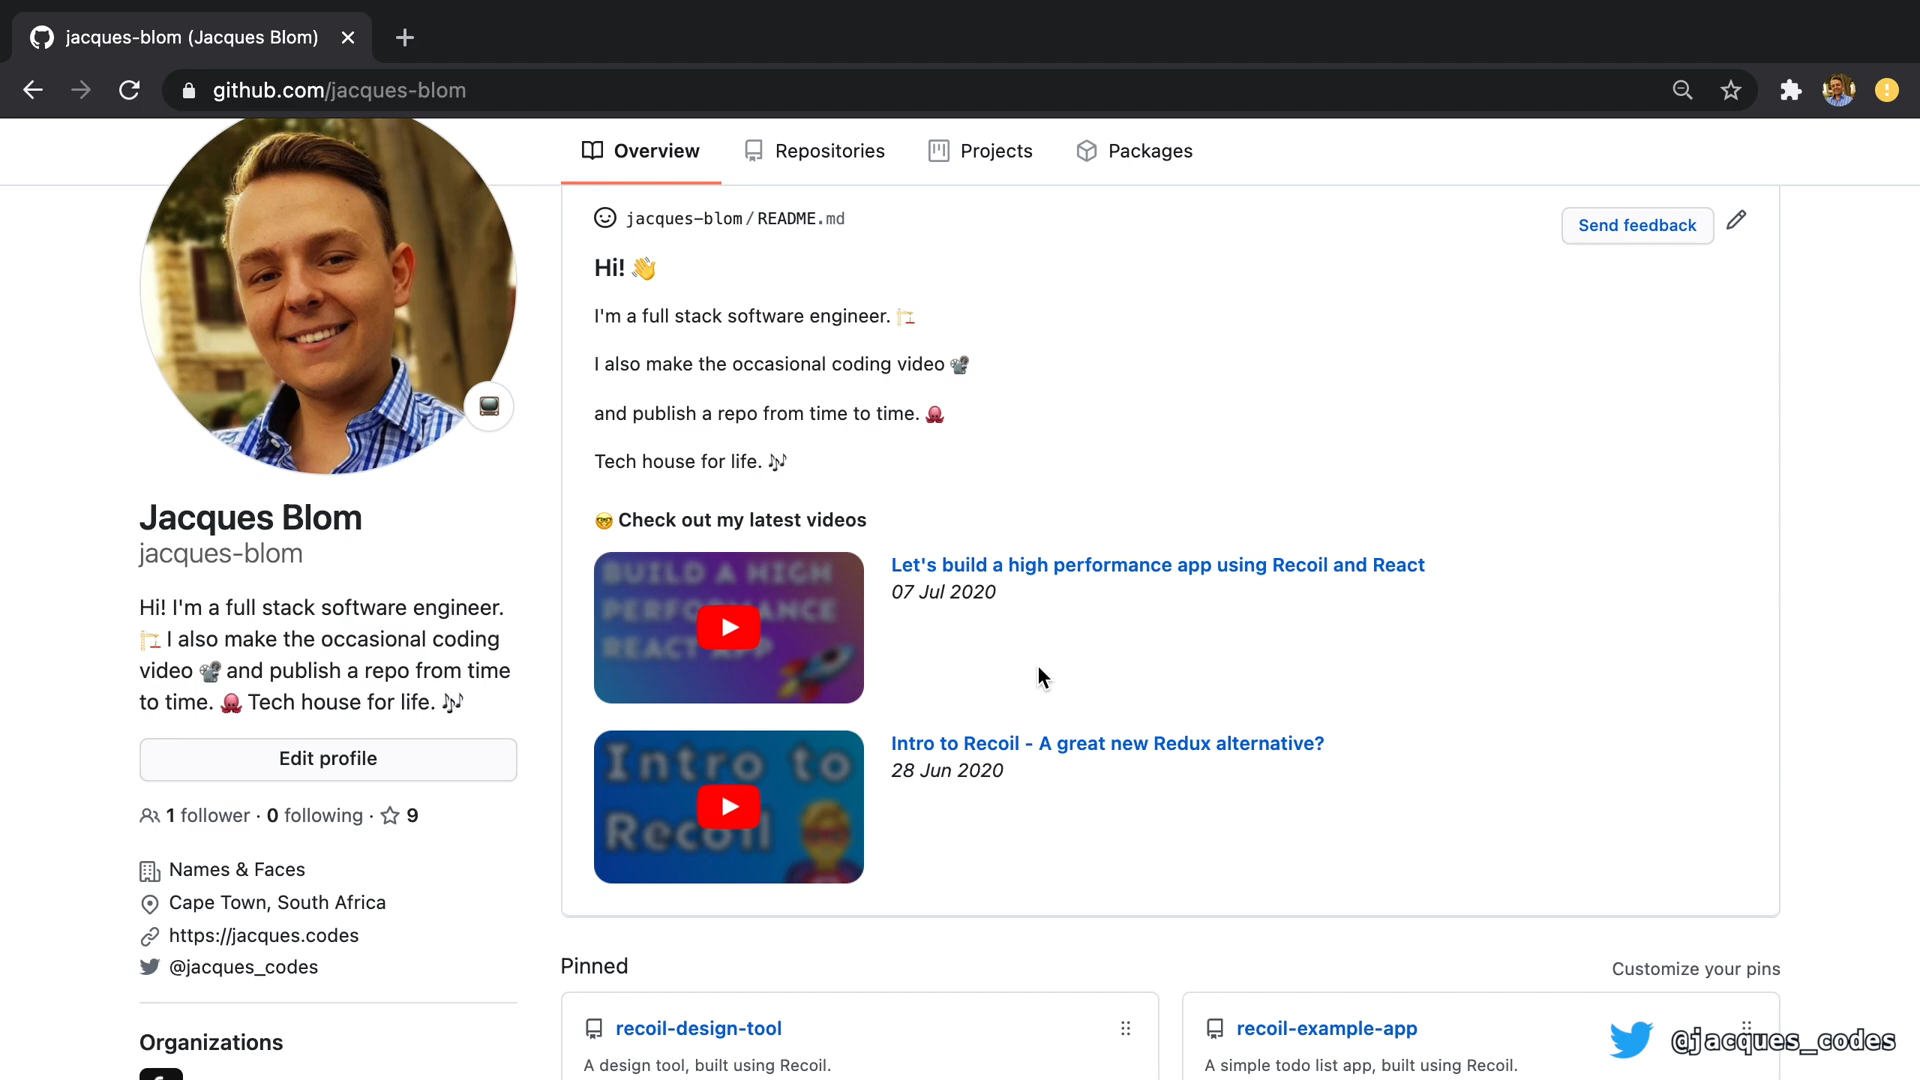 jacques-blom (Jacques Blom)
github.com/jacques-blom
Overview
Repositories
Projects
Packages
jacques-blom/README.md
Send feedback
Hi! 👋
I'm a full stack software engineer. 🏗️
I also make the occasional coding video 📽️
and publish a repo from time to time. 🐙
Tech house for life. 🎶
🤓 Check out my latest videos
BUILD A HIGH
PERFORMANCE
REACT APP
Let's build a high performance app using Recoil and React
07 Jul 2020
Intro to
Recoil
Intro to Recoil - A great new Redux alternative?
28 Jun 2020
Jacques Blom
jacques-blom
Hi! I'm a full stack software engineer.
🏗️ I also make the occasional coding
video 📽️ and publish a repo from time
to time. 🐙 Tech house for life. 🎶
Edit profile
1 follower · 0 following · 9
Names & Faces
Cape Town, South Africa
https://jacques.codes
@jacques_codes
Organizations
Pinned
Customize your pins
recoil-design-tool
A design tool, built using Recoil.
recoil-example-app
A simple todo list app, built using Recoil.
@jacques_codes